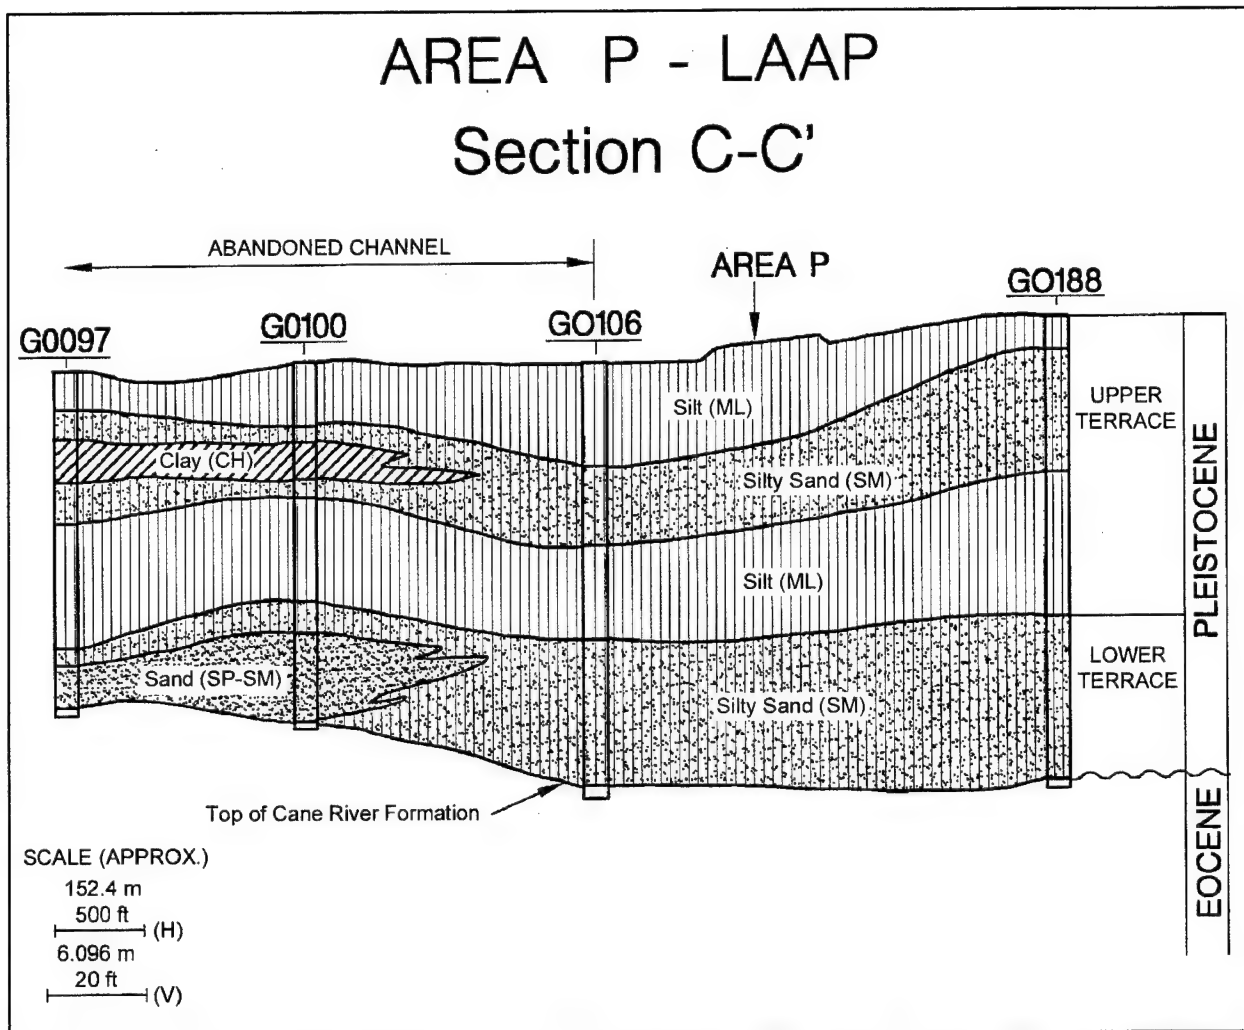 AREA P - LAAP
Section C-C'
ABANDONED CHANNEL
AREA P
GO188
G0100
GO106
G0097
Silt (ML)
UPPER
TERRACE
Clay (CH)
Silty Sand (SM)
Silt (ML)
PLEISTOCENE
LOWER
TERRACE
Sand (SP-SM)
Silty Sand (SM)
Top of Cane River Formation
EOCENE
SCALE (APPROX.)
152.4 m
500 ft
(H)
6.096 m
20 ft
(V)